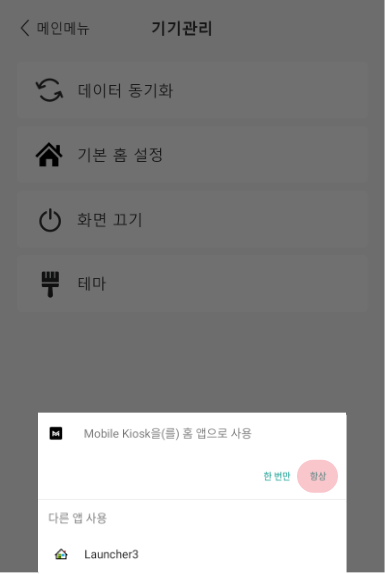 메인메뉴 기기관리
데이터 동기화
기본 홈 설정
화면 끄기
테마
Mobile Kiosk을(를) 홈 앱으로 사용
한 번만 항상
다른 앱 사용
Launcher3